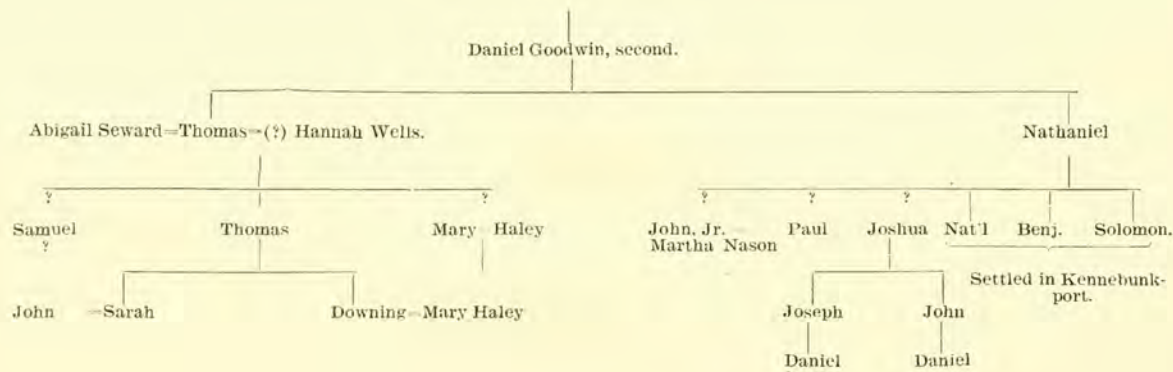 Daniel Goodwin, second.
Abigail Seward=Thomas=(?) Hannah Wells. Nathaniel
? ? ? ? ?
Samuel Thomas Mary=Haley John, Jr.= Paul Joshua Nat'l Benj. Solomon.
? Martha Nason
Settled in Kennebunk-
port.
John =Sarah Downing=Mary Haley Joseph John
Daniel Daniel